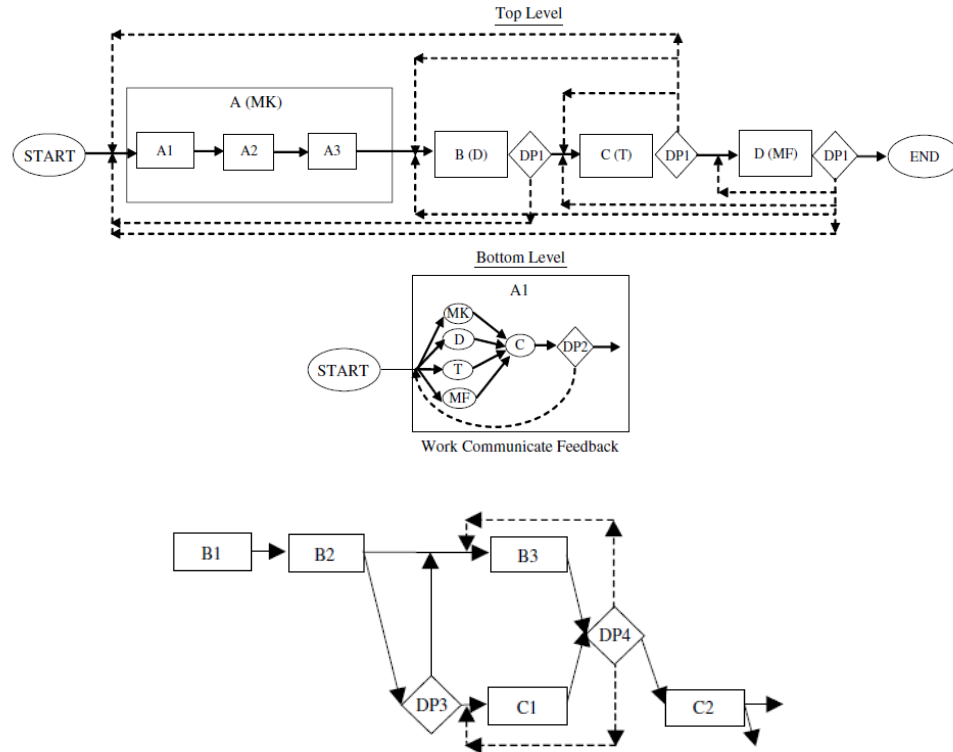 Top Level
A (MK)
START
A1
A2
A3
B (D)
DP1
C (T)
DP1
D (MF)
DP1
END
Bottom Level
A1
START
MK
D
T
MF
C
DP2
Work Communicate Feedback
B1
B2
B3
DP4
DP3
C1
C2